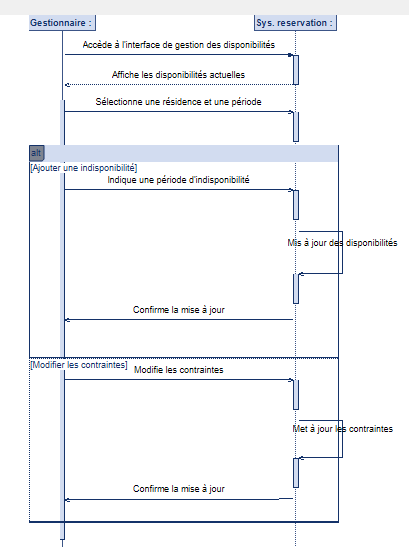 Gestionnaire :
Sys. reservation :
Accède à l'interface de gestion des disponibilités
Affiche les disponibilités actuelles
Sélectionne une résidence et une période
alt
[Ajouter une indisponibilité]
Indique une période d'indisponibilité
Mis à jour des disponibilités
Confirme la mise à jour
[Modifier les contraintes]
Modifie les contraintes
Met à jour les contraintes
Confirme la mise à jour